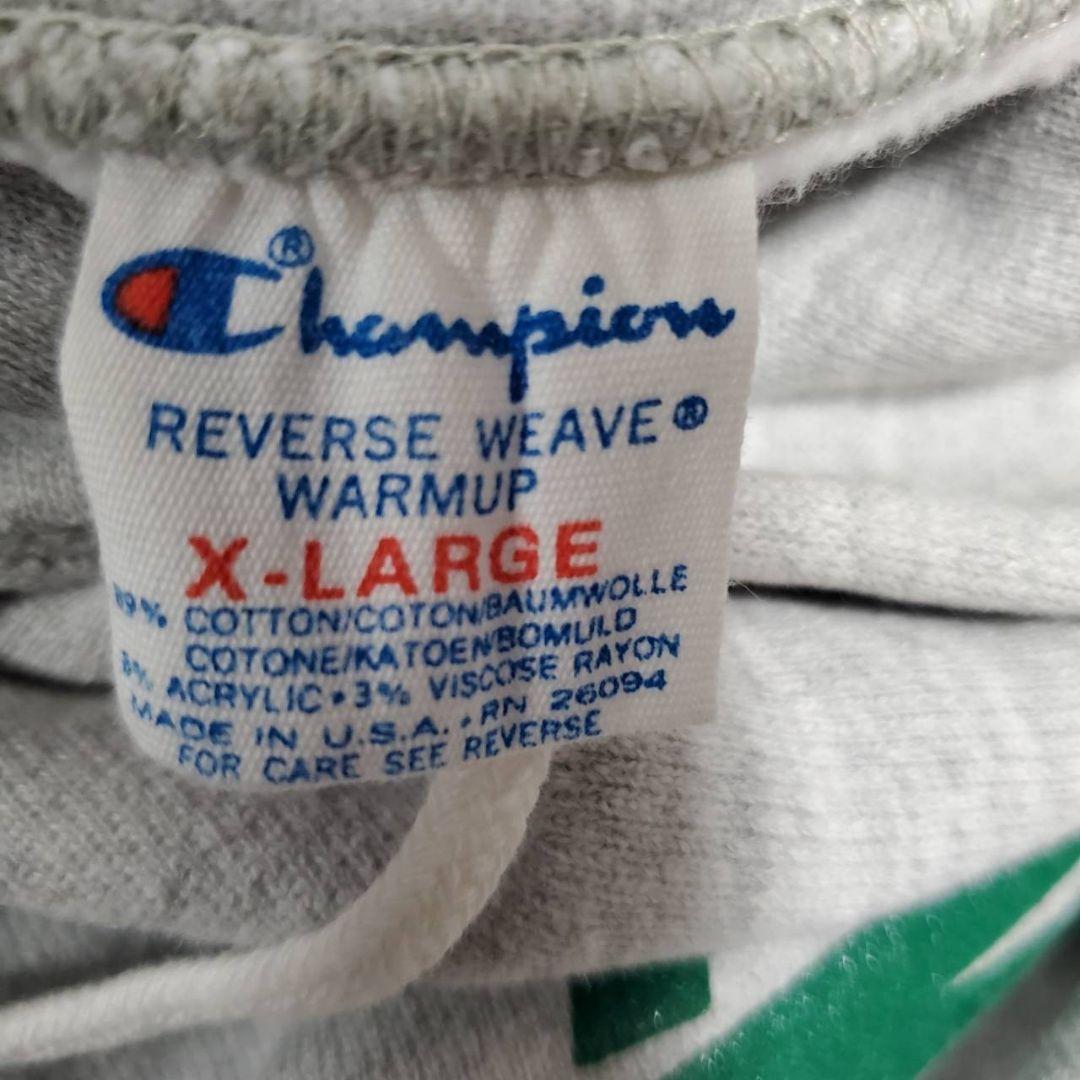 Champion®
REVERSE WEAVE®
WARMUP
X-LARGE
89% COTTON/COTON/BAUMWOLLE
COTONE/KATOEN/BOMULD
ACRYLIC • 3% VISCOSE RAYON
MADE IN U.S.A. • RN 26094
FOR CARE SEE REVERSE